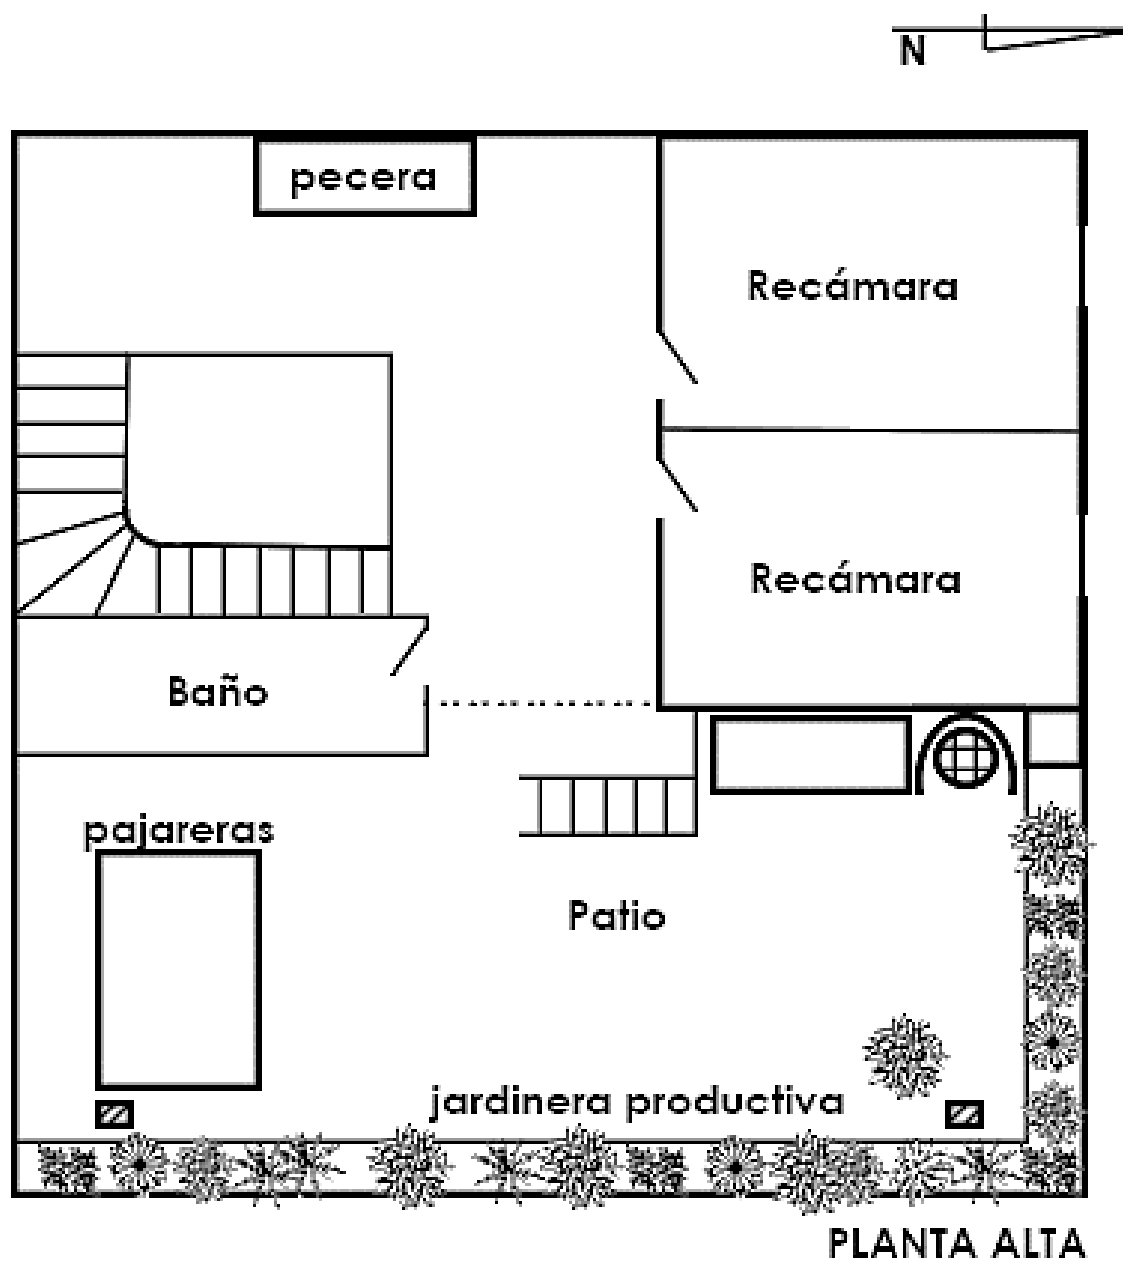 N
pecera
Recámara
Recámara
Baño
pajareras
Patio
jardinera productiva
PLANTA ALTA